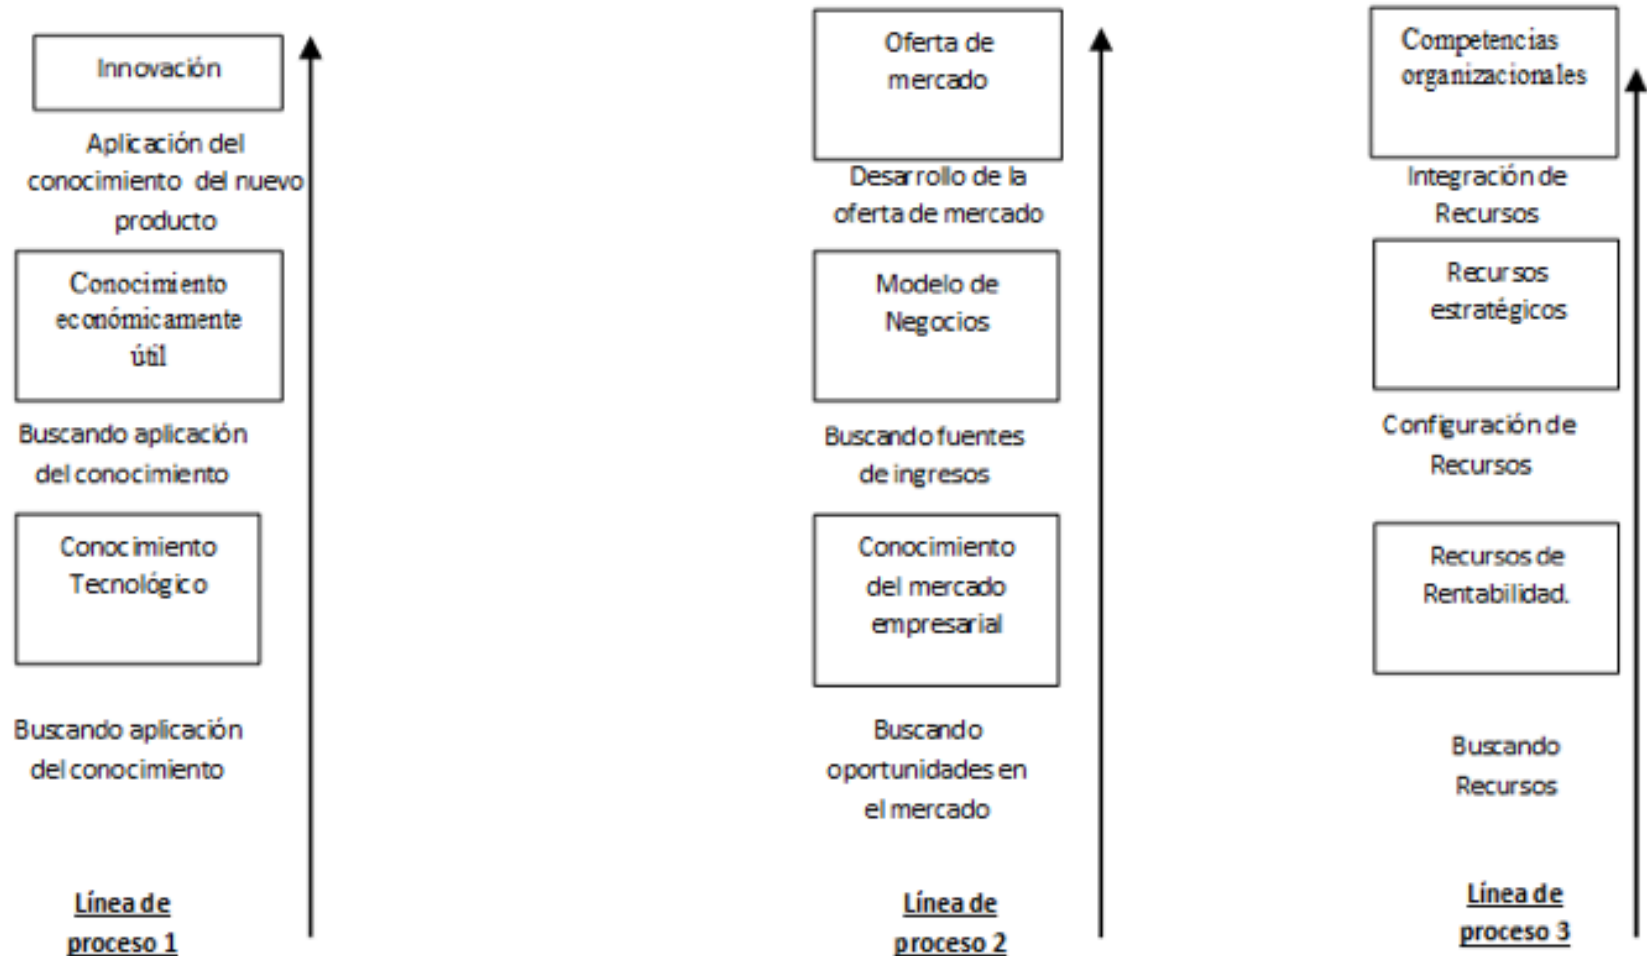 Innovación
Aplicación del
conocimiento del nuevo
producto
Conocimiento
económicamente
útil
Buscando aplicación
del conocimiento
Conocimiento
Tecnológico
Buscando aplicación
del conocimiento
Línea de
proceso 1
Oferta de
mercado
Desarrollo de la
oferta de mercado
Modelo de
Negocios
Buscando fuentes
de ingresos
Conocimiento
del mercado
empresarial
Buscando
oportunidades en
el mercado
Línea de
proceso 2
Competencias
organizacionales
Integración de
Recursos
Recursos
estratégicos
Configuración de
Recursos
Recursos de
Rentabilidad.
Buscando
Recursos
Línea de
proceso 3